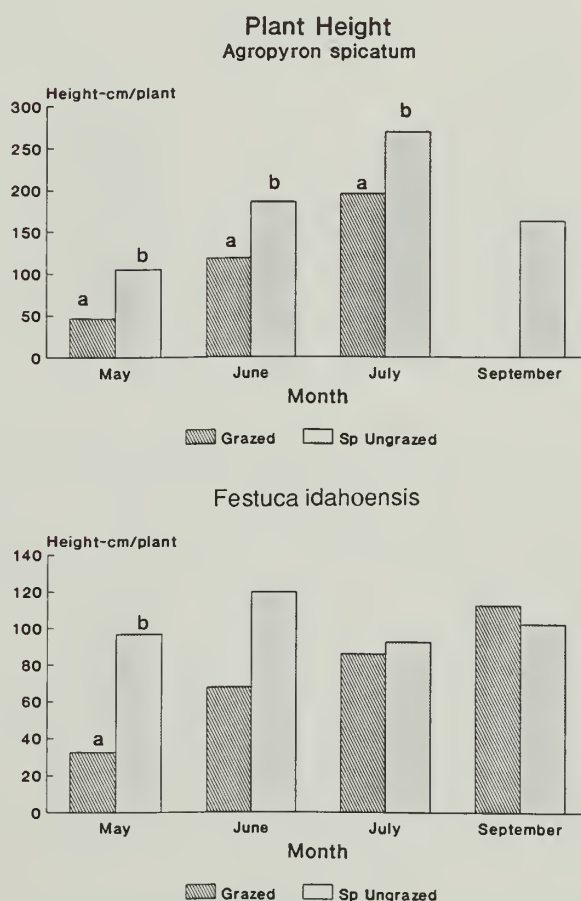 Plant Height
Agropyron spicatum
Height-cm/plant
300
250
200
150
100
50
0
a
b
a
b
a
b
May
June
July
September
Month
Grazed
Sp Ungrazed
Festuca idahoensis
Height-cm/plant
140
120
100
80
60
40
20
0
a
b
May
June
July
September
Month
Grazed
Sp Ungrazed